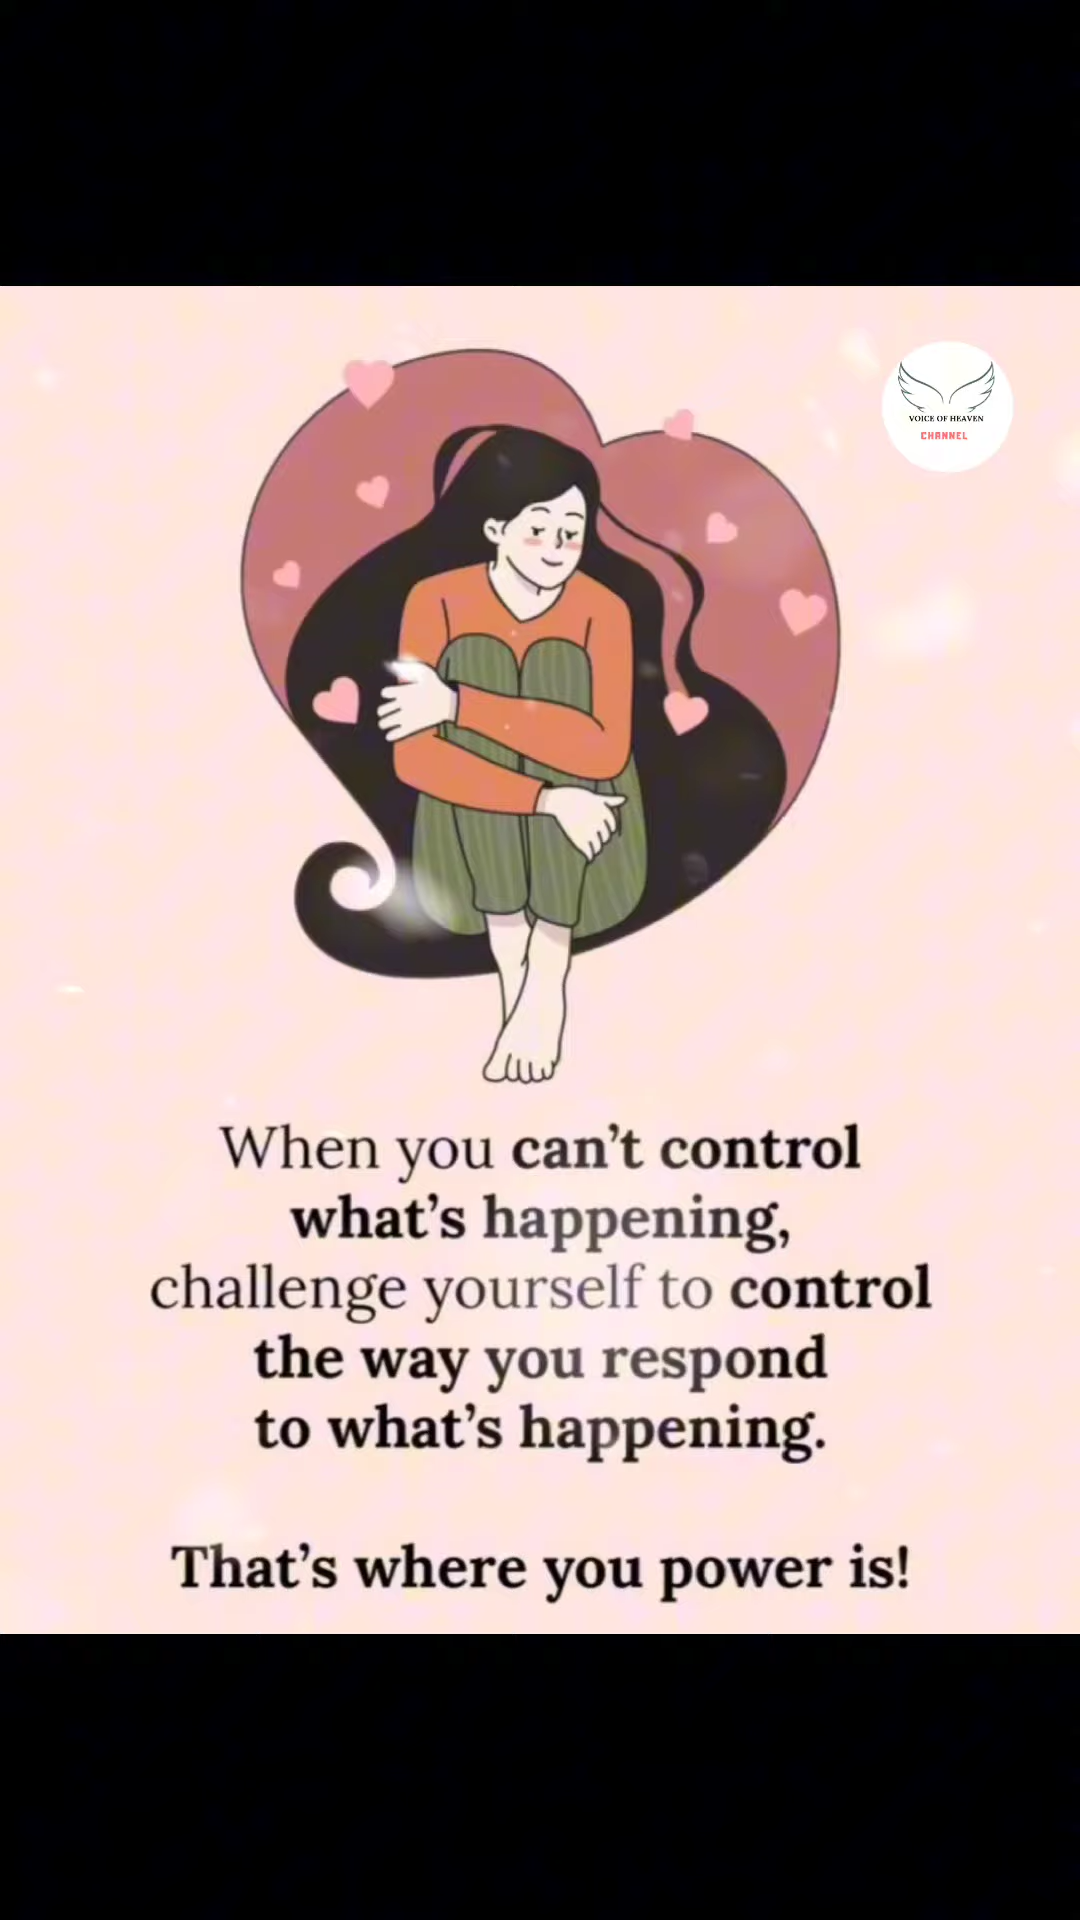 VOICE OF HEAVEN
CHANNEL
When you can't control
what's happening,
challenge yourself to control
the way you respond
to what's happening.
That's where you power is!